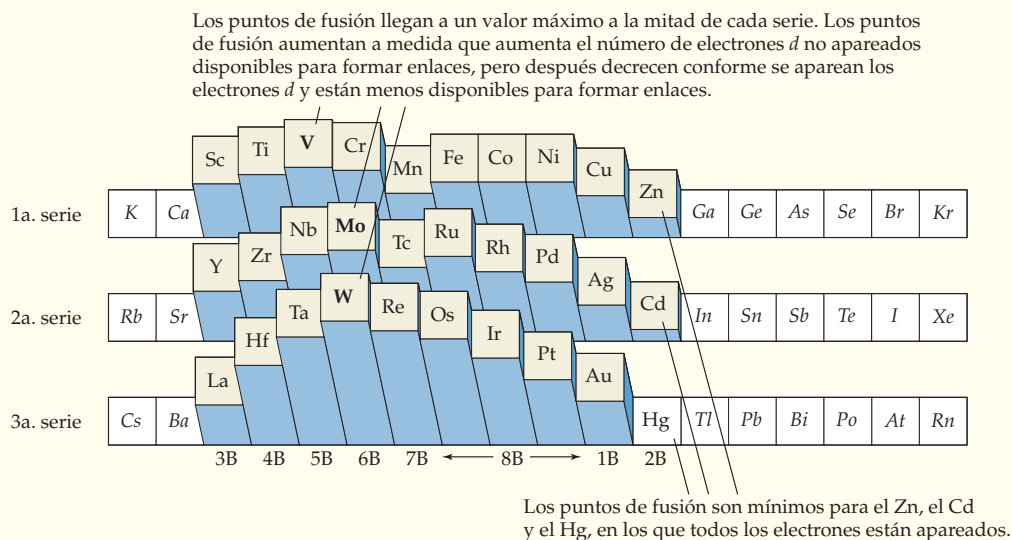 Los puntos de fusión llegan a un valor máximo a la mitad de cada serie. Los puntos
de fusión aumentan a medida que aumenta el número de electrones d no apareados
disponibles para formar enlaces, pero después decrecen conforme se aparean los
electrones d y están menos disponibles para formar enlaces.
Sc Ti V Cr Mn Fe Co Ni Cu Zn
1a. serie K Ca Ga Ge As Se Br Kr
Y Zr Nb Mo Tc Ru Rh Pd Ag Cd
2a. serie Rb Sr In Sn Sb Te I Xe
La Hf Ta W Re Os Ir Pt Au
3a. serie Cs Ba Hg Tl Pb Bi Po At Rn
3B 4B 5B 6B 7B 8B 1B 2B
Los puntos de fusión son mínimos para el Zn, el Cd
y el Hg, en los que todos los electrones están apareados.